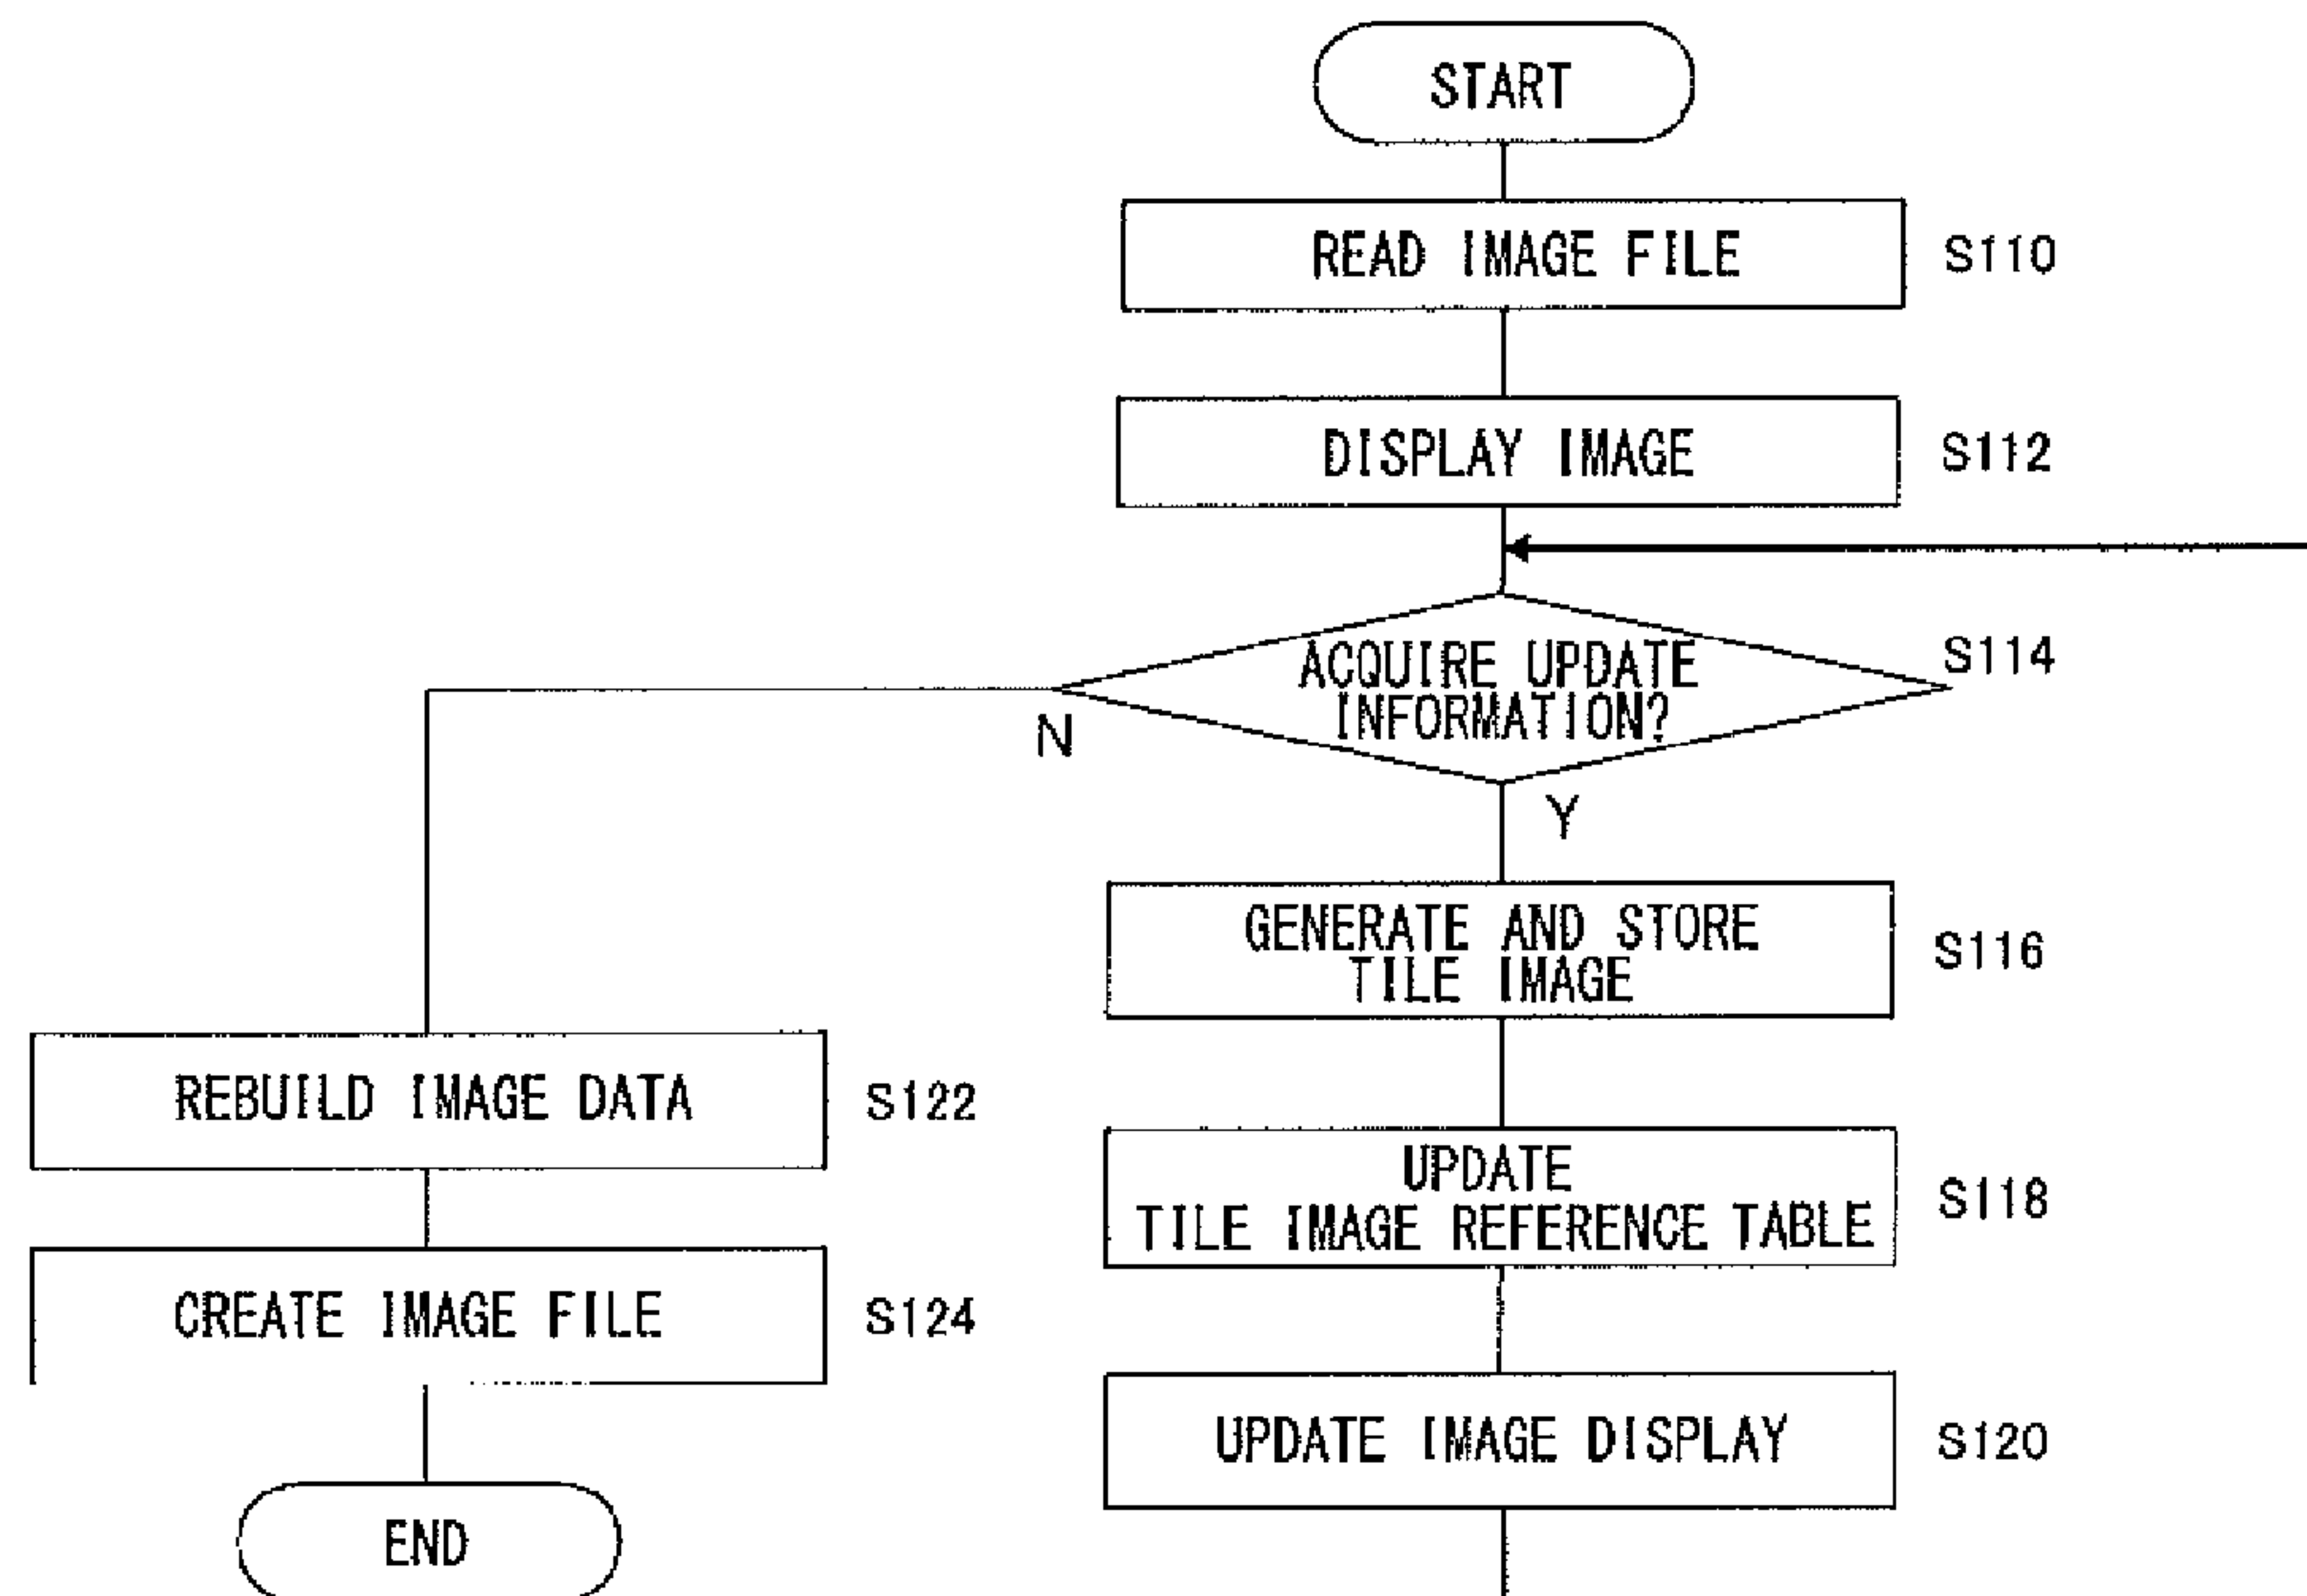 START
READ IMAGE FILE
S110
DISPLAY IMAGE
S112
ACQUIRE UPDATE
INFORMATION?
S114
N
Y
GENERATE AND STORE
TILE IMAGE
S116
UPDATE
TILE IMAGE REFERENCE TABLE
S118
UPDATE IMAGE DISPLAY
S120
REBUILD IMAGE DATA
S122
CREATE IMAGE FILE
S124
END